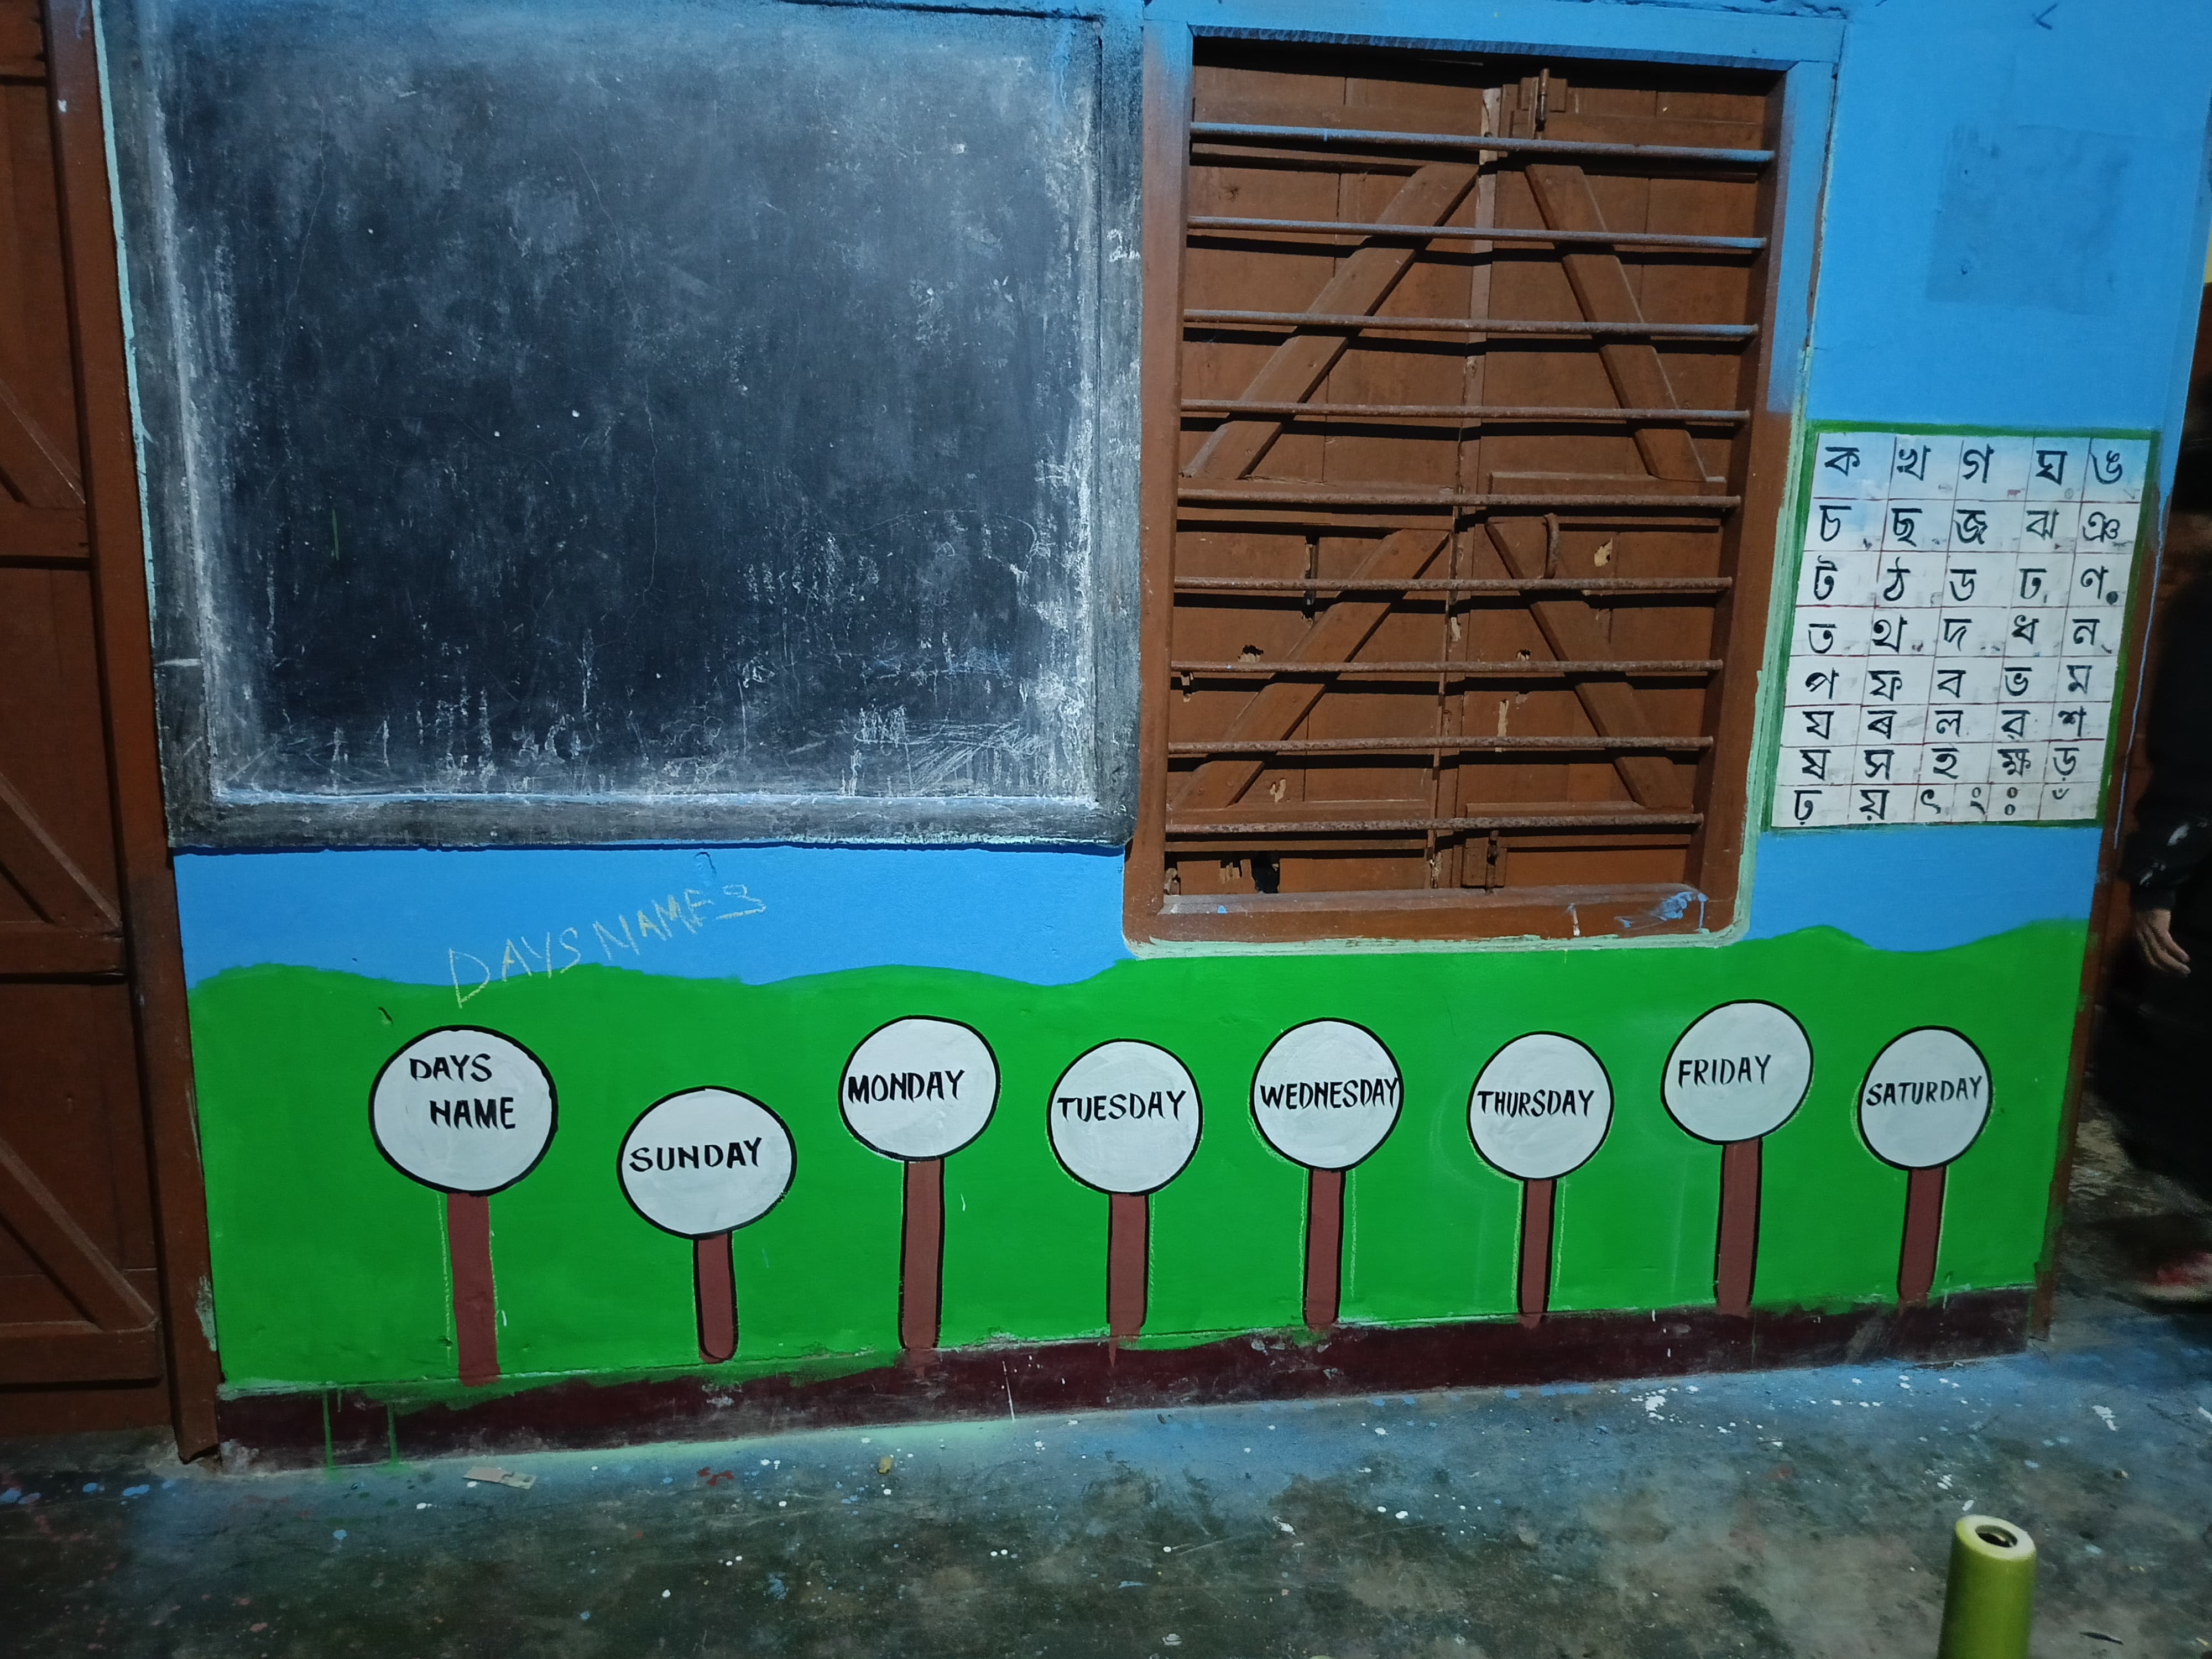 ক খ গ ঘ ঙ
চ ছ জ ঝ ঞ
ট ঠ ড ঢ ণ
ত থ দ ধ ন
প ফ ব ভ ম
য ৰ ল ৱ শ
ষ স হ ক্ষ ড়
ঢ় য় ৎ ং ঃ ঁ
DAYS NAMES
DAYS
NAME
SUNDAY
MONDAY
TUESDAY
WEDNESDAY
THURSDAY
FRIDAY
SATURDAY